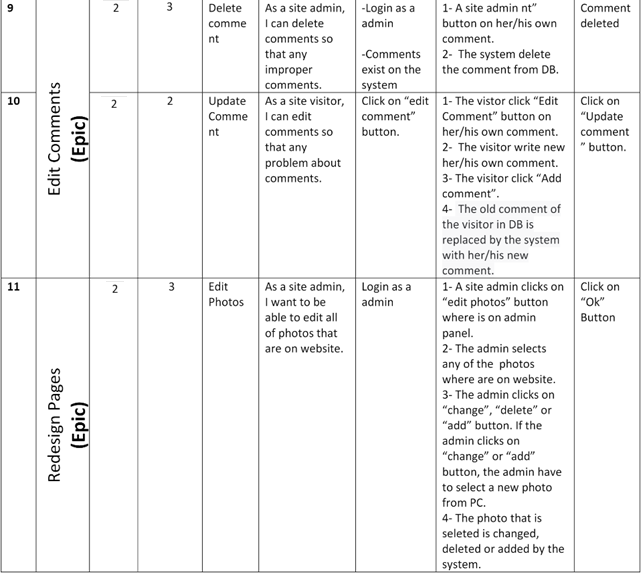 9
2
3
Delete
comme
nt
As a site admin,
I can delete
comments so
that any
improper
comments.
-Login as a
admin
-Comments
exist on the
system
1- A site admin nt”
button on her/his own
comment.
2- The system delete
the comment from DB.
Comment
deleted
Edit Comments
(Epic)
10
2
2
Update
Comme
nt
As a site visitor,
I can edit
comments so
that any
problem about
comments.
Click on “edit
comment”
button.
1- The vistor click “Edit
Comment” button on
her/his own comment.
2- The visitor write new
her/his own comment.
3- The visitor click “Add
comment”.
4- The old comment of
the visitor in DB is
replaced by the system
with her/his new
comment.
Click on
“Update
comment
” button.
11
Redesign Pages
(Epic)
2
3
Edit
Photos
As a site admin,
I want to be
able to edit all
of photos that
are on website.
Login as a
admin
1- A site admin clicks on
“edit photos” button
where is on admin
panel.
2- The admin selects
any of the photos
where are on website.
3- The admin clicks on
“change”, “delete” or
“add” button. If the
admin clicks on
“change” or “add”
button, the admin have
to select a new photo
from PC.
4- The photo that is
seleted is changed,
deleted or added by the
system.
Click on
“Ok”
Button